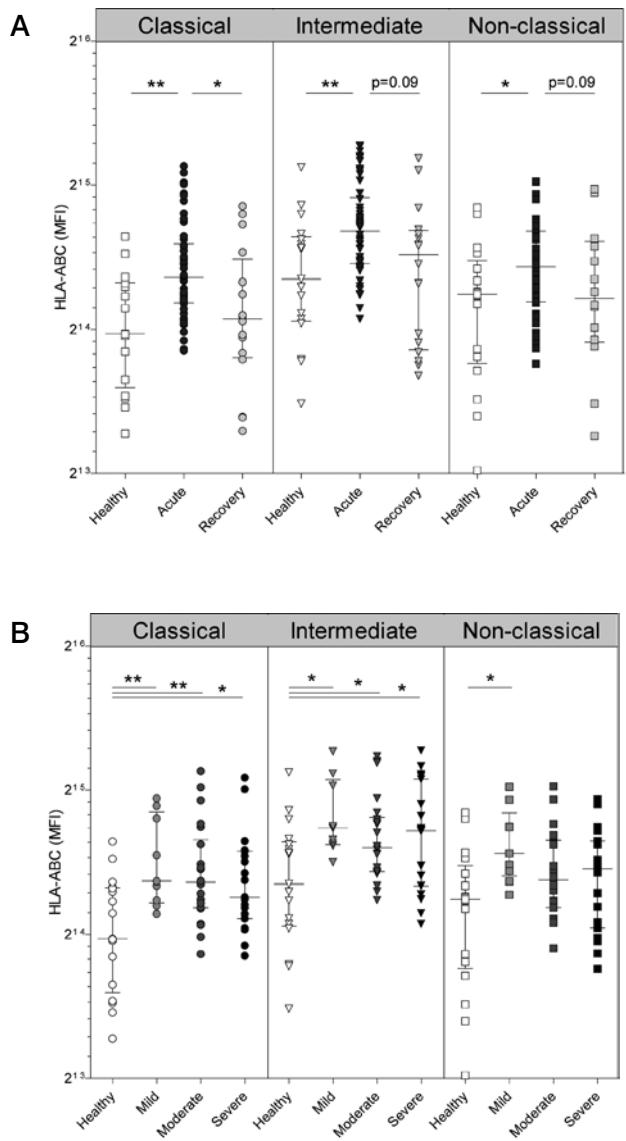 A
Classical Intermediate Non-classical
2^16
** * ** p=0.09 * p=0.09
2^15
HLA-ABC (MFI)
2^14
2^13
Healthy Acute Recovery Healthy Acute Recovery Healthy Acute Recovery
B
Classical Intermediate Non-classical
2^16
** ** * * * * *
2^15
HLA-ABC (MFI)
2^14
2^13
Healthy Mild Moderate Severe Healthy Mild Moderate Severe Healthy Mild Moderate Severe